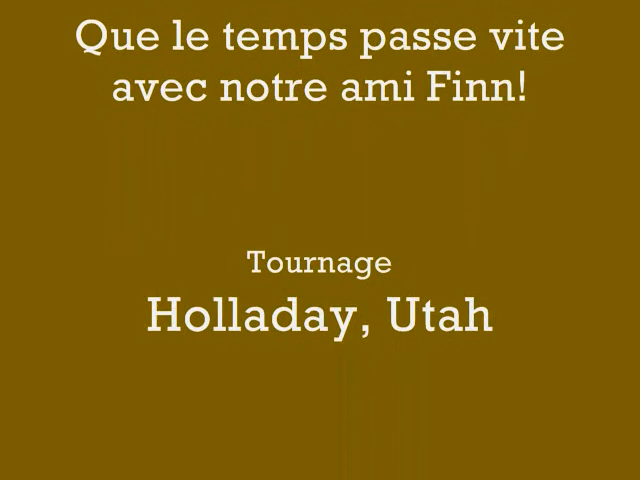 Que le temps passe vite
avec notre ami Finn!
Tournage
Holladay, Utah